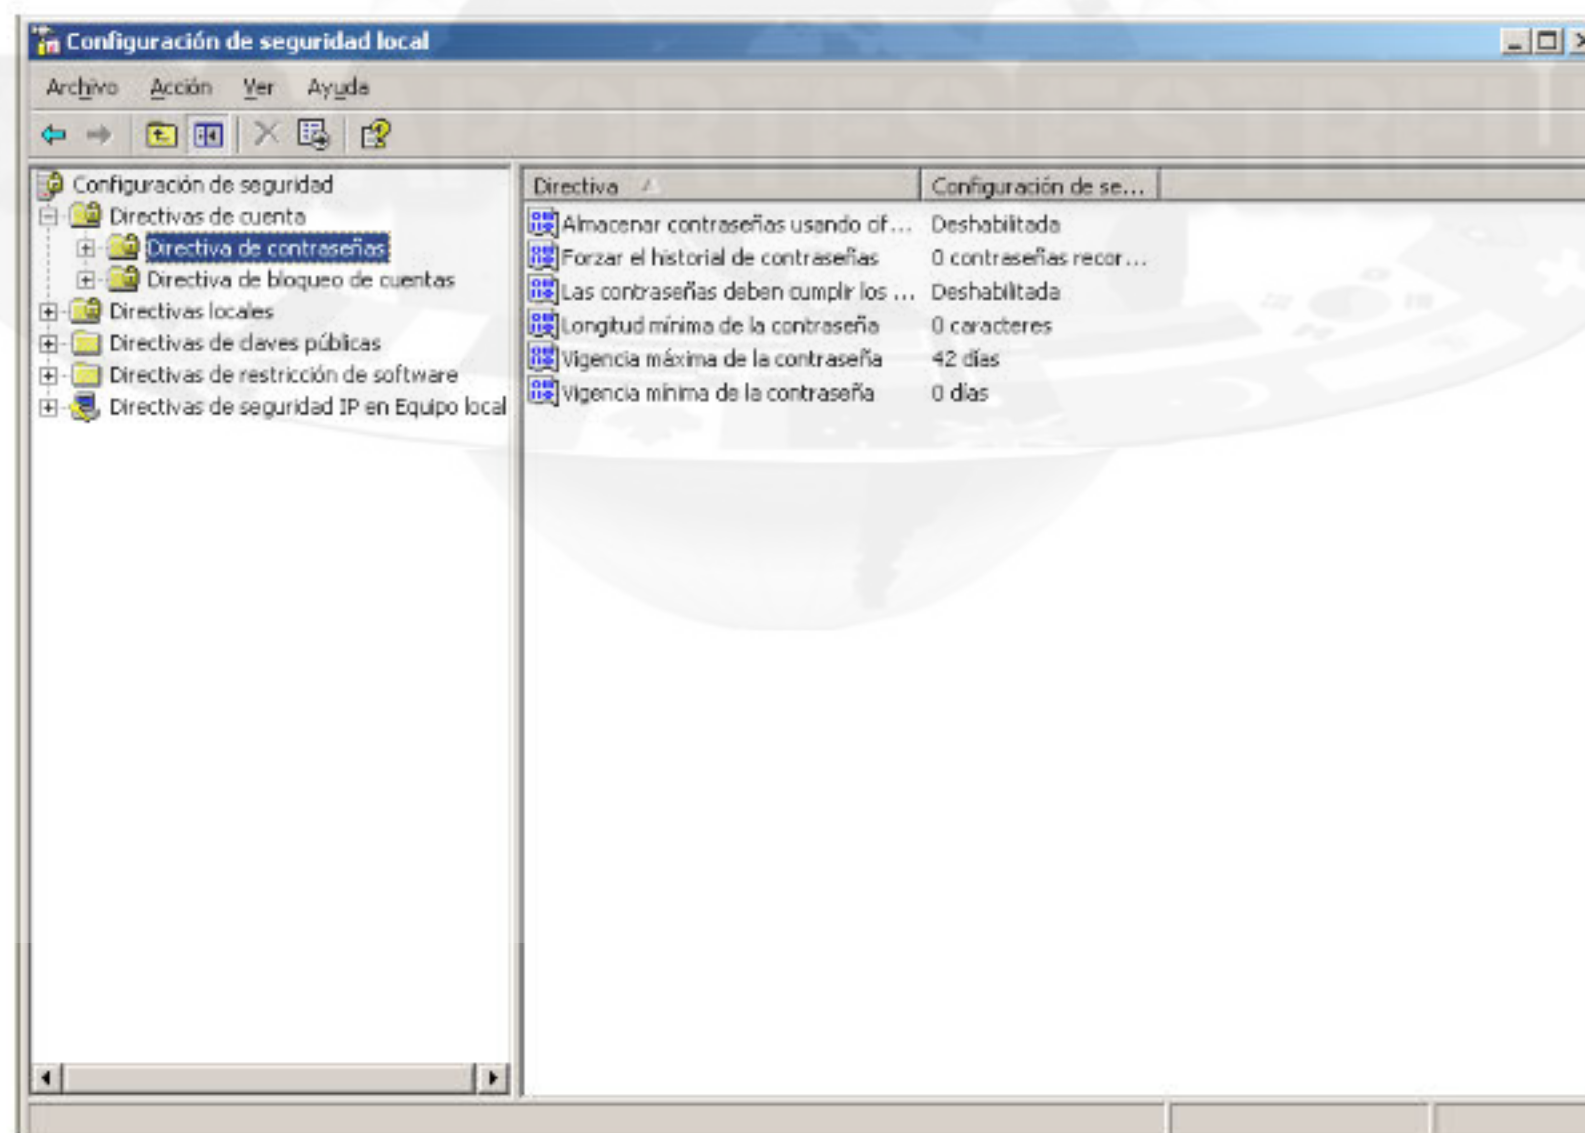 Configuración de seguridad local
Archivo Acción Ver Ayuda
Directiva Configuración de se...
Configuración de seguridad
Directivas de cuenta
Directiva de contraseñas
Directiva de bloqueo de cuentas
Directivas locales
Directivas de claves públicas
Directivas de restricción de software
Directivas de seguridad IP en Equipo local
Almacenar contraseñas usando cif... Deshabilitada
Forzar el historial de contraseñas 0 contraseñas recor...
Las contraseñas deben cumplir los ... Deshabilitada
Longitud mínima de la contraseña 0 caracteres
Vigencia máxima de la contraseña 42 días
Vigencia mínima de la contraseña 0 días